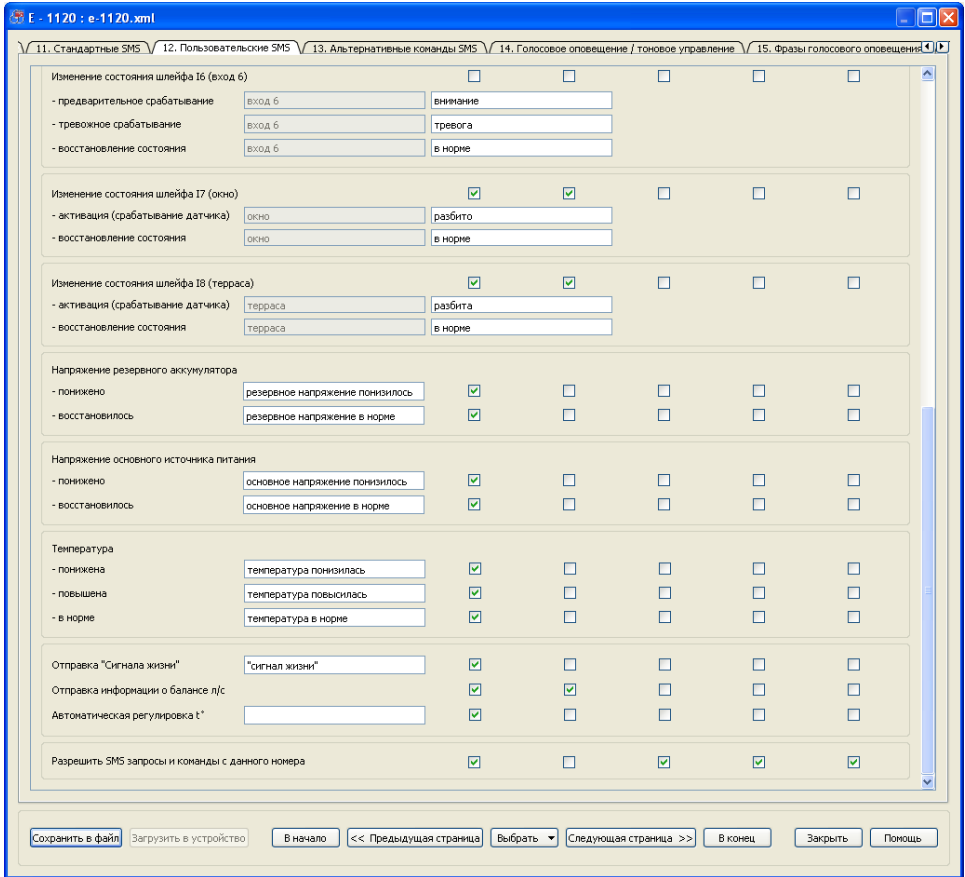 E - 1120 : e-1120.xml
11. Стандартные SMS 12. Пользовательские SMS 13. Альтернативные команды SMS 14. Голосовое оповещение / тоновое управление 15. Фразы голосового оповещения
Изменение состояния шлейфа I6 (вход 6)
- предварительное срабатывание вход 6 внимание
- тревожное срабатывание вход 6 тревога
- восстановление состояния вход 6 в норме
Изменение состояния шлейфа I7 (окно)
- активация (срабатывание датчика) окно разбито
- восстановление состояния окно в норме
Изменение состояния шлейфа I8 (терраса)
- активация (срабатывание датчика) терраса разбита
- восстановление состояния терраса в норме
Напряжение резервного аккумулятора
- понижено резервное напряжение понизилось
- восстановилось резервное напряжение в норме
Напряжение основного источника питания
- понижено основное напряжение понизилось
- восстановилось основное напряжение в норме
Температура
- понижена температура понизилась
- повышена температура повысилась
- в норме температура в норме
Отправка "Сигнала жизни" "сигнал жизни"
Отправка информации о балансе л/с
Автоматическая регулировка t°
Разрешить SMS запросы и команды с данного номера
Сохранить в файл Загрузить в устройство В начало << Предыдущая страница Выбрать Следующая страница >> В конец Закрыть Помощь